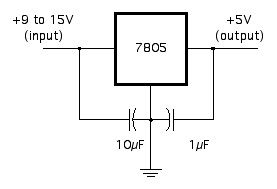 +9 to 15V
(input)
7805
+5V
(output)
10µF
1µF